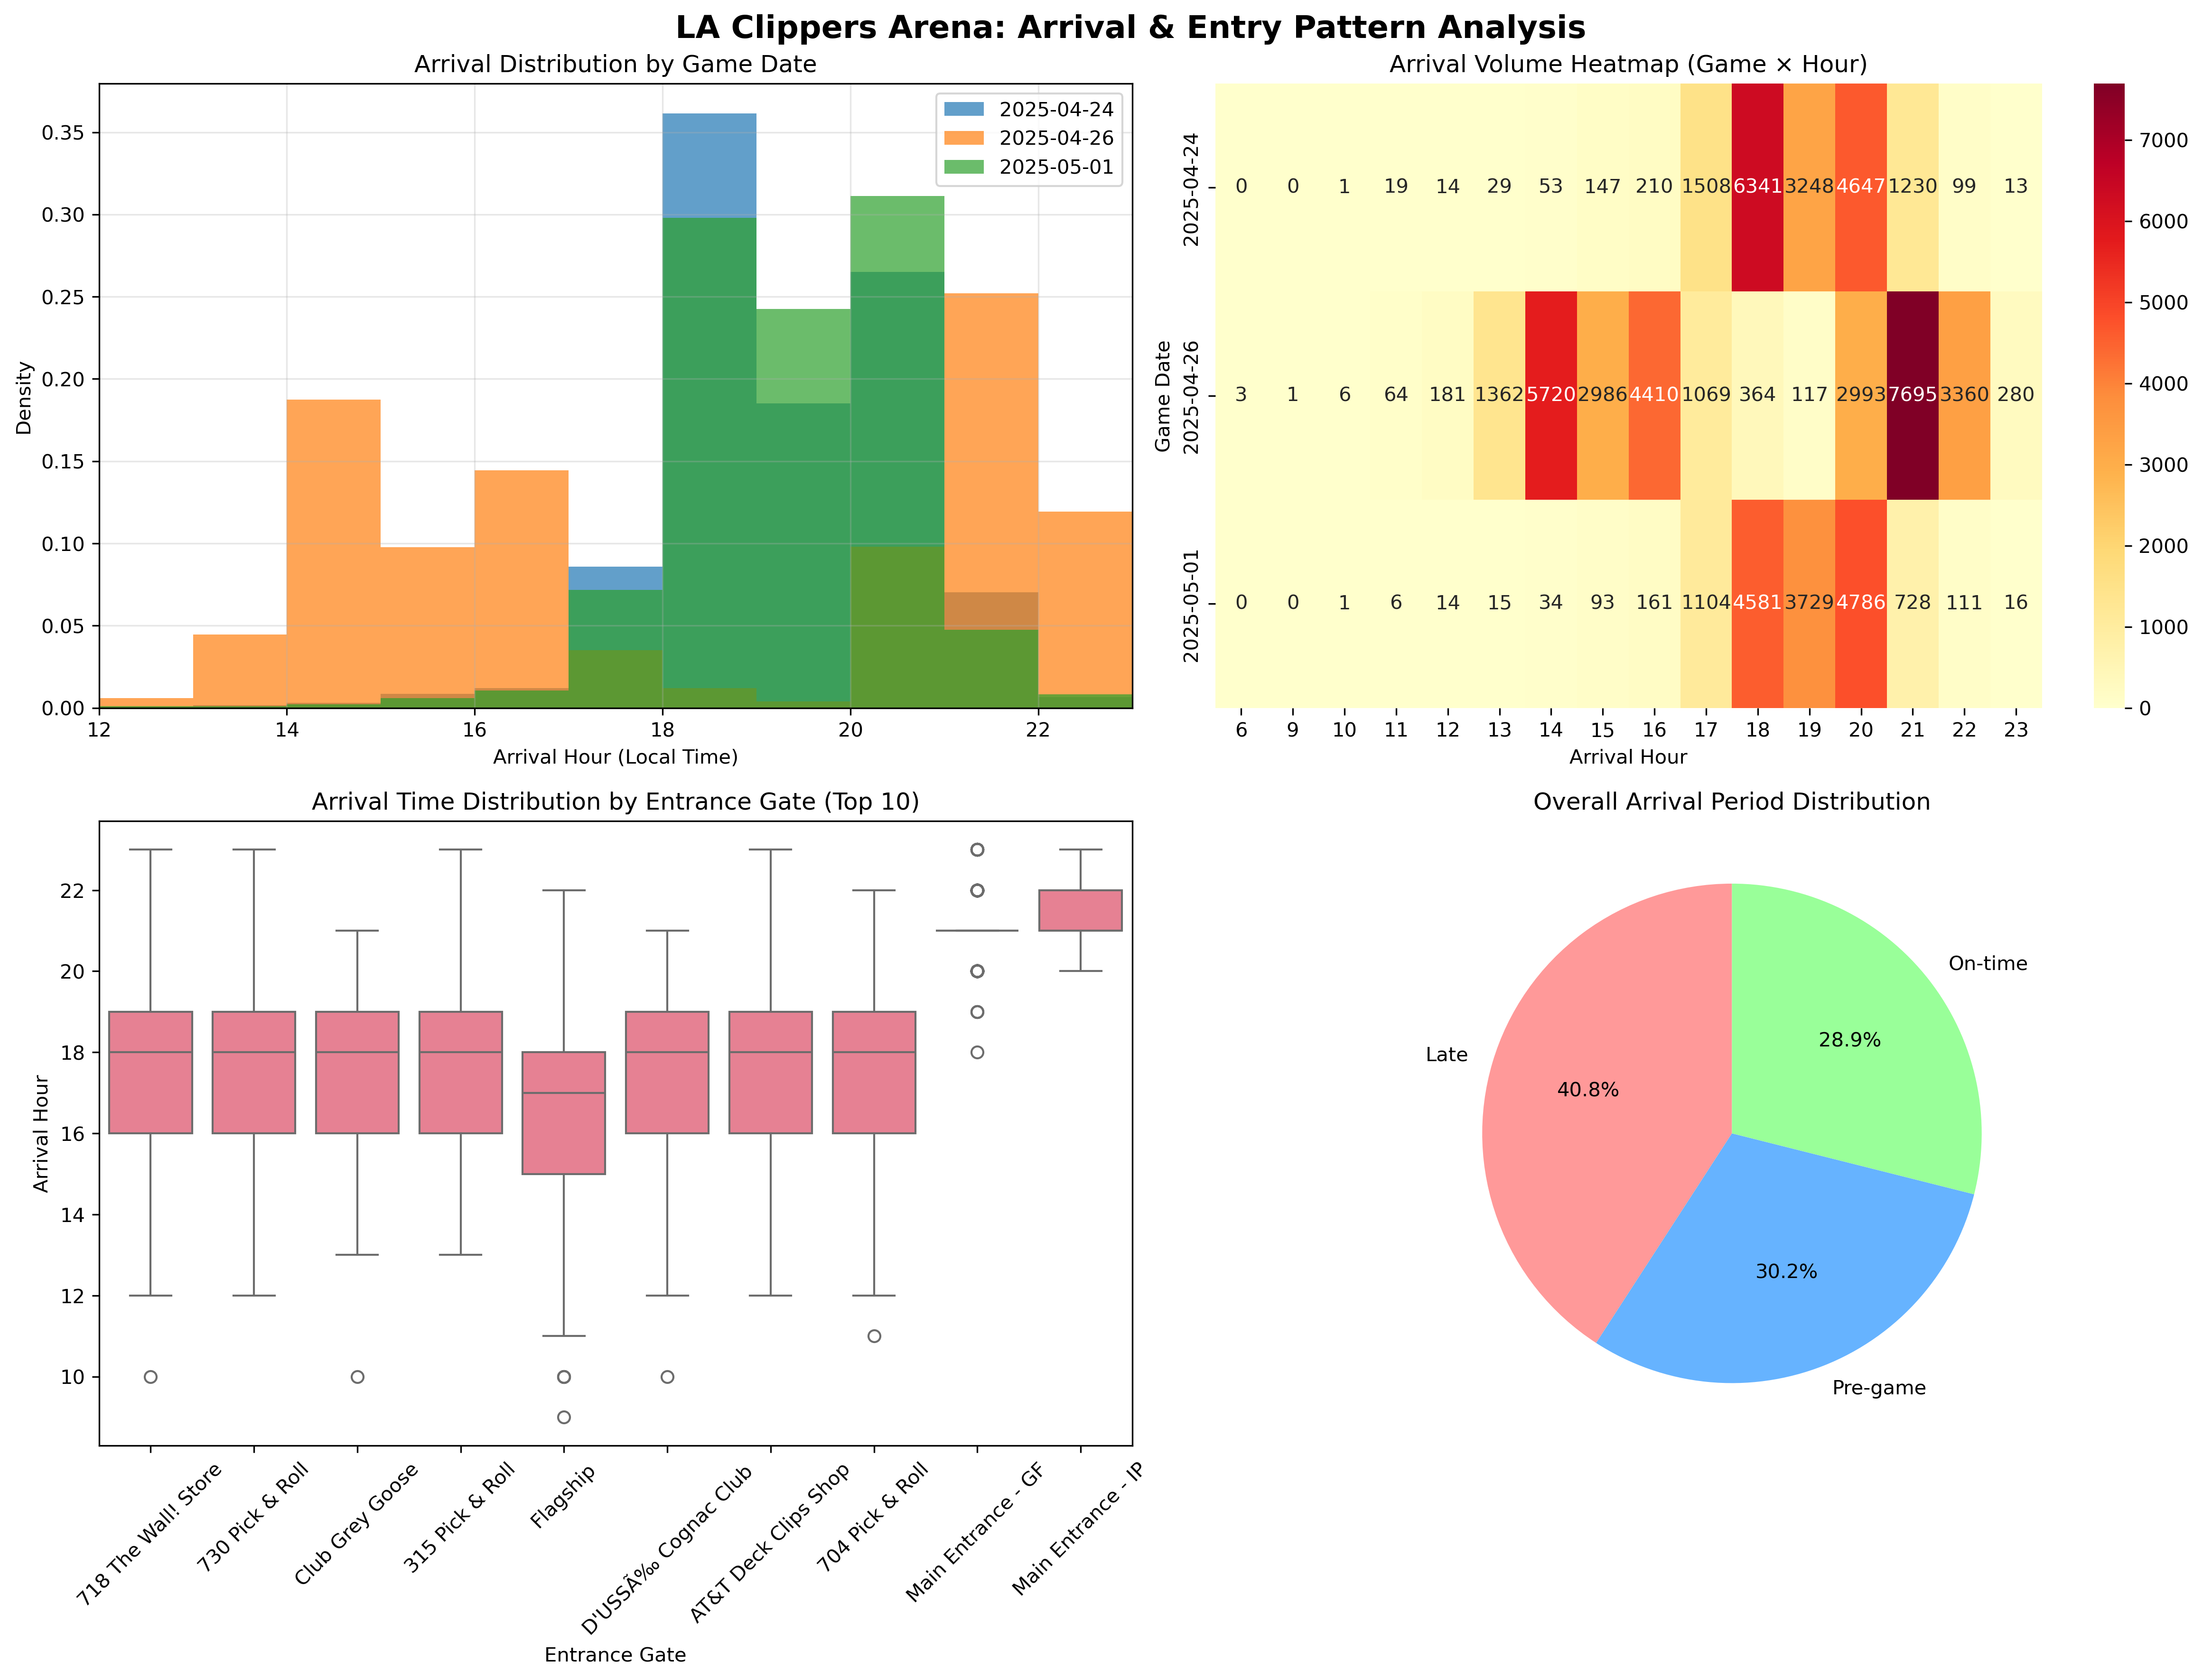 LA Clippers Arena: Arrival & Entry Pattern Analysis
Arrival Distribution by Game Date
Density
0.35
0.30
0.25
0.20
0.15
0.10
0.05
0.00
2025-04-24
2025-04-26
2025-05-01
12 14 16 18 20 22
Arrival Hour (Local Time)
Arrival Volume Heatmap (Game × Hour)
Game Date
2025-04-24
0 0 1 19 14 29 53 147 210 1508 6341 3248 4647 1230 99 13
2025-04-26
3 1 6 64 181 1362 5720 2986 4410 1069 364 117 2993 7695 3360 280
2025-05-01
0 0 1 6 14 15 34 93 161 1104 4581 3729 4786 728 111 16
6 9 10 11 12 13 14 15 16 17 18 19 20 21 22 23
Arrival Hour
7000
6000
5000
4000
3000
2000
1000
0
Arrival Time Distribution by Entrance Gate (Top 10)
Arrival Hour
22
20
18
16
14
12
10
718 The Wall! Store
730 Pick & Roll
Club Grey Goose
315 Pick & Roll
Flagship
D'USSÃ‰ Cognac Club
AT&T Deck Clips Shop
704 Pick & Roll
Main Entrance - GF
Main Entrance - IP
Entrance Gate
Overall Arrival Period Distribution
On-time
28.9%
Late
40.8%
30.2%
Pre-game